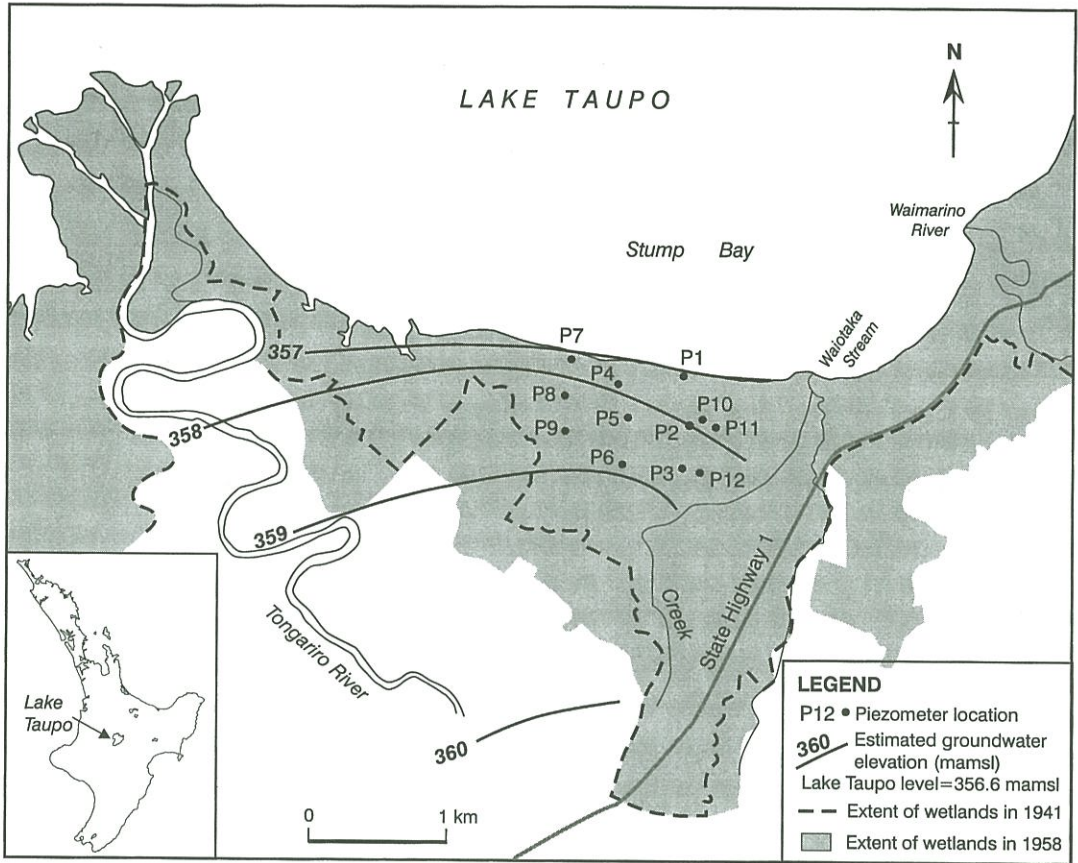 N
LAKE TAUPO
Waimarino
River
Stump Bay
Waiotaka
Stream
P7
P1
357
P4
P8
P10
P5
P2
P11
358
P9
P6
P3
P12
359
Creek
State Highway 1
Tongariro River
360
0
1 km
Lake
Taupo
LEGEND
P12 Piezometer location
360 Estimated groundwater
elevation (mamsl)
Lake Taupo level=356.6 mamsl
Extent of wetlands in 1941
Extent of wetlands in 1958